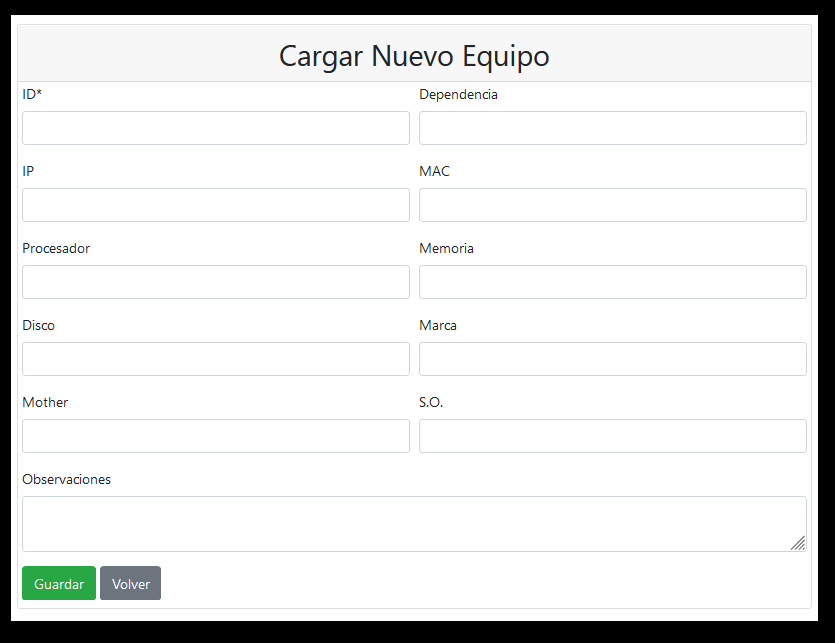 Cargar Nuevo Equipo
ID* Dependencia
IP MAC
Procesador Memoria
Disco Marca
Mother S.O.
Observaciones
Guardar Volver